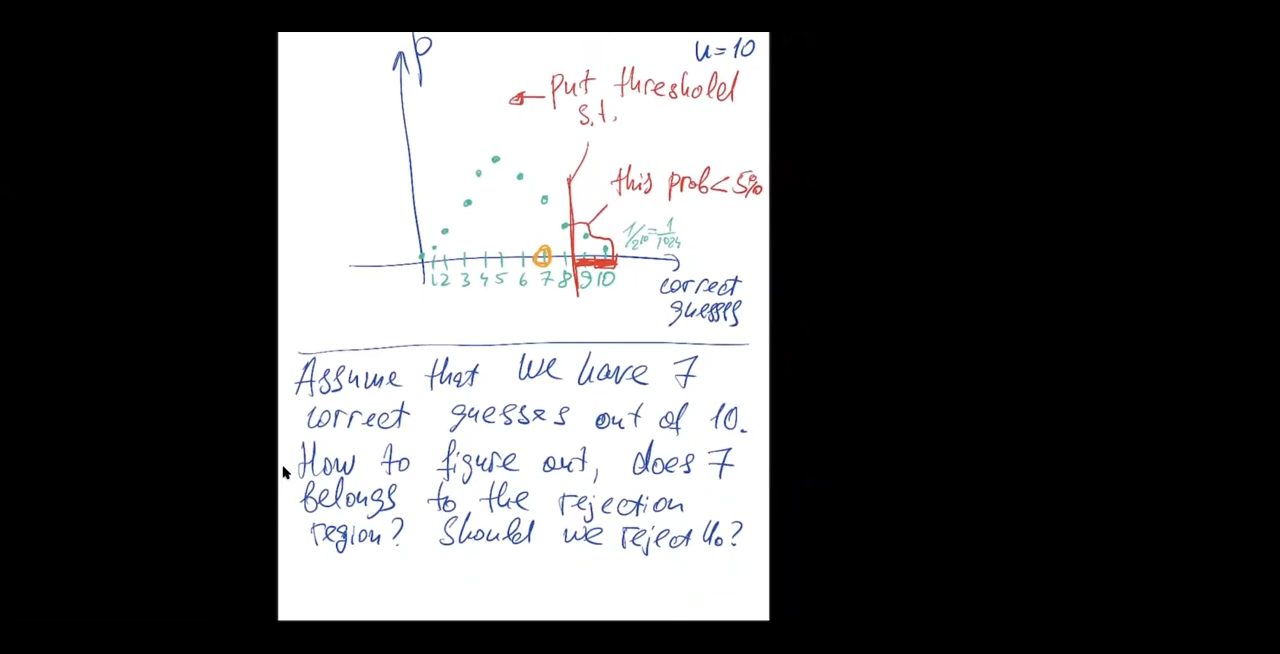 p
n=10
put threshold
s.t.
this prob<5%
1/2^10=1/1024
1 2 3 4 5 6 7 8 9 10
correct
guesses
Assume that we have 7
correct guesses out of 10.
How to figure out, does 7
belongs to the rejection
region? Should we reject H₀?